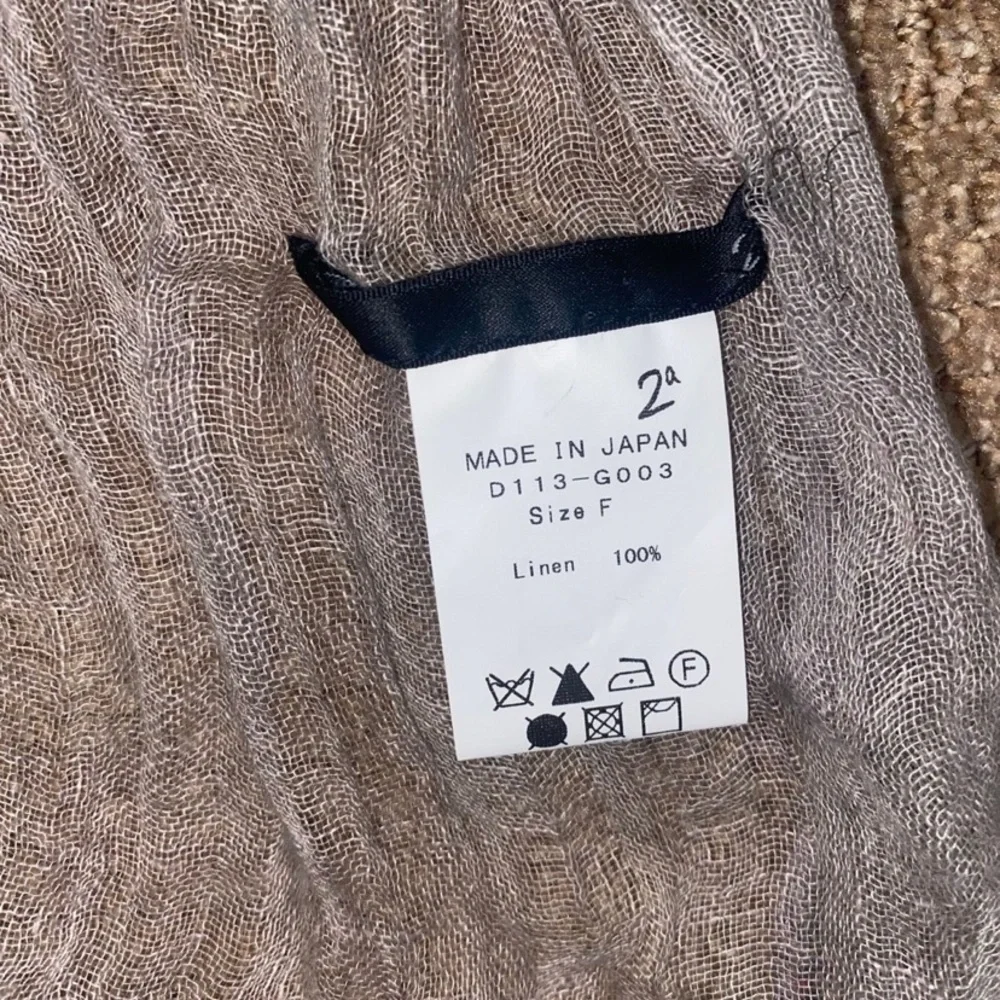 2ª
MADE IN JAPAN
D113-G003
Size F
Linen 100%
F